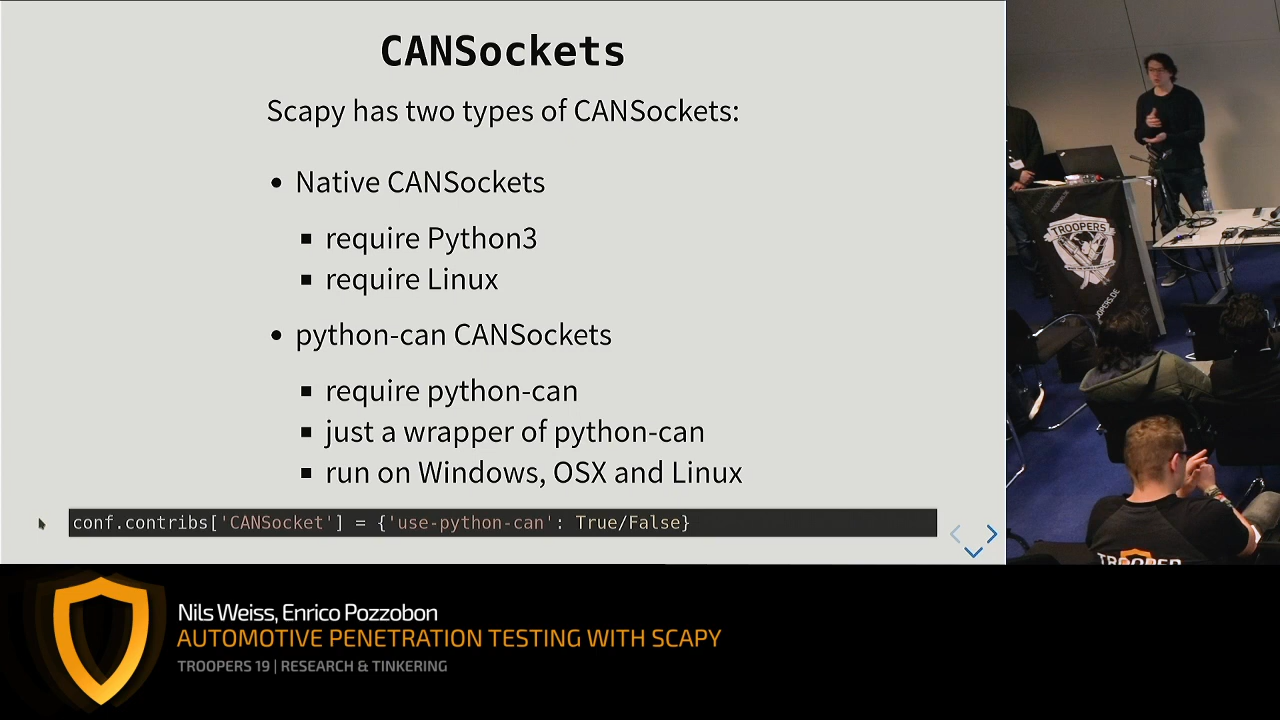 CANSockets
Scapy has two types of CANSockets:
Native CANSockets
require Python3
require Linux
python-can CANSockets
require python-can
just a wrapper of python-can
run on Windows, OSX and Linux
conf.contribs['CANSocket'] = {'use-python-can': True/False}
TROOPERS
TROOPER
Nils Weiss, Enrico Pozzobon
AUTOMOTIVE PENETRATION TESTING WITH SCAPY
TROOPERS 19 | RESEARCH & TINKERING